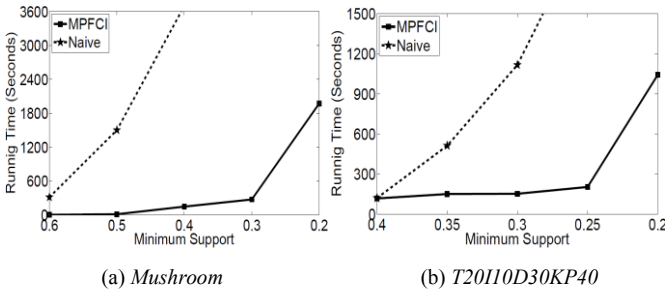 3600
3000
2400
1800
1200
600
0
Runnig Time (Seconds)
MPFCI
Naive
0.6 0.5 0.4 0.3 0.2
Minimum Support
(a) Mushroom
1500
1200
900
600
300
0
Runnig Time (Seconds)
MPFCI
Naive
0.4 0.35 0.3 0.25 0.2
Minimum Support
(b) T20I10D30KP40